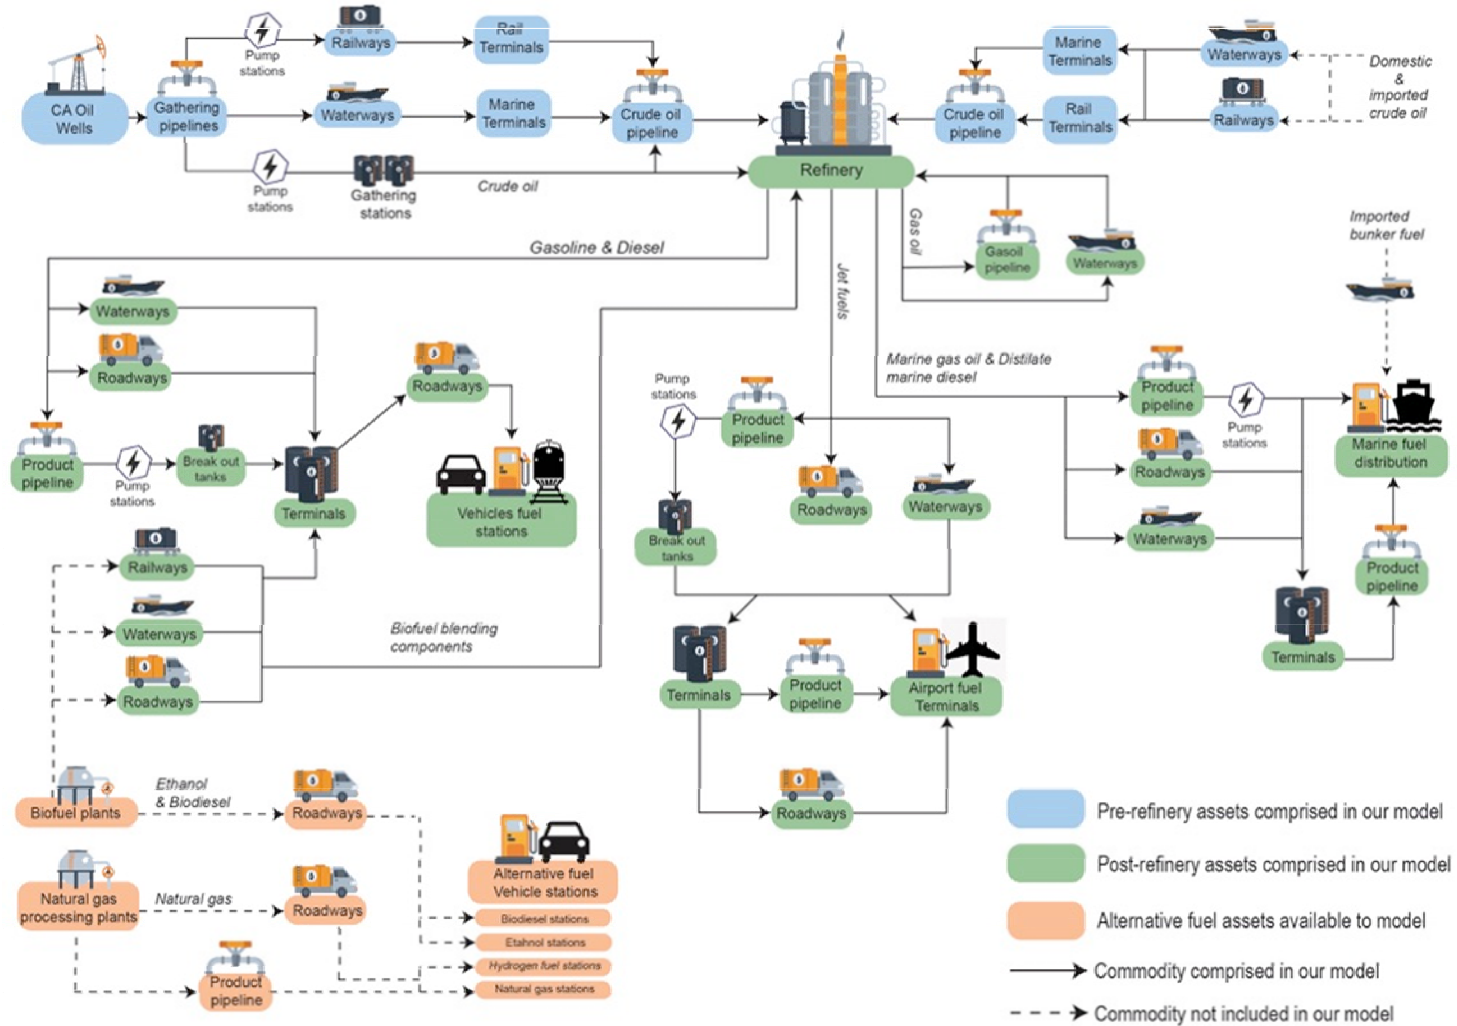 CA Oil
Wells
Gathering
pipelines
Pump
stations
Railways
Rail
Terminals
Waterways
Marine
Terminals
Crude oil
pipeline
Pump
stations
Gathering
stations
Crude oil
Refinery
Crude oil
pipeline
Marine
Terminals
Rail
Terminals
Waterways
Railways
Domestic
&
imported
crude oil
Gasoline & Diesel
Waterways
Roadways
Product
pipeline
Pump
stations
Break out
tanks
Terminals
Roadways
Vehicles fuel
stations
Railways
Waterways
Roadways
Biofuel blending
components
Gas oil
Gasoil
pipeline
Waterways
Jet fuels
Pump
stations
Product
pipeline
Break out
tanks
Roadways
Waterways
Terminals
Product
pipeline
Airport fuel
Terminals
Roadways
Marine gas oil & Distilate
marine diesel
Product
pipeline
Pump
stations
Roadways
Waterways
Imported
bunker fuel
Marine fuel
distribution
Product
pipeline
Terminals
Biofuel plants
Ethanol
& Biodiesel
Roadways
Natural gas
processing plants
Natural gas
Roadways
Product
pipeline
Alternative fuel
Vehicle stations
Biodiesel stations
Etahnol stations
Hydrogen fuel stations
Natural gas stations
Pre-refinery assets comprised in our model
Post-refinery assets comprised in our model
Alternative fuel assets available to model
Commodity comprised in our model
Commodity not included in our model